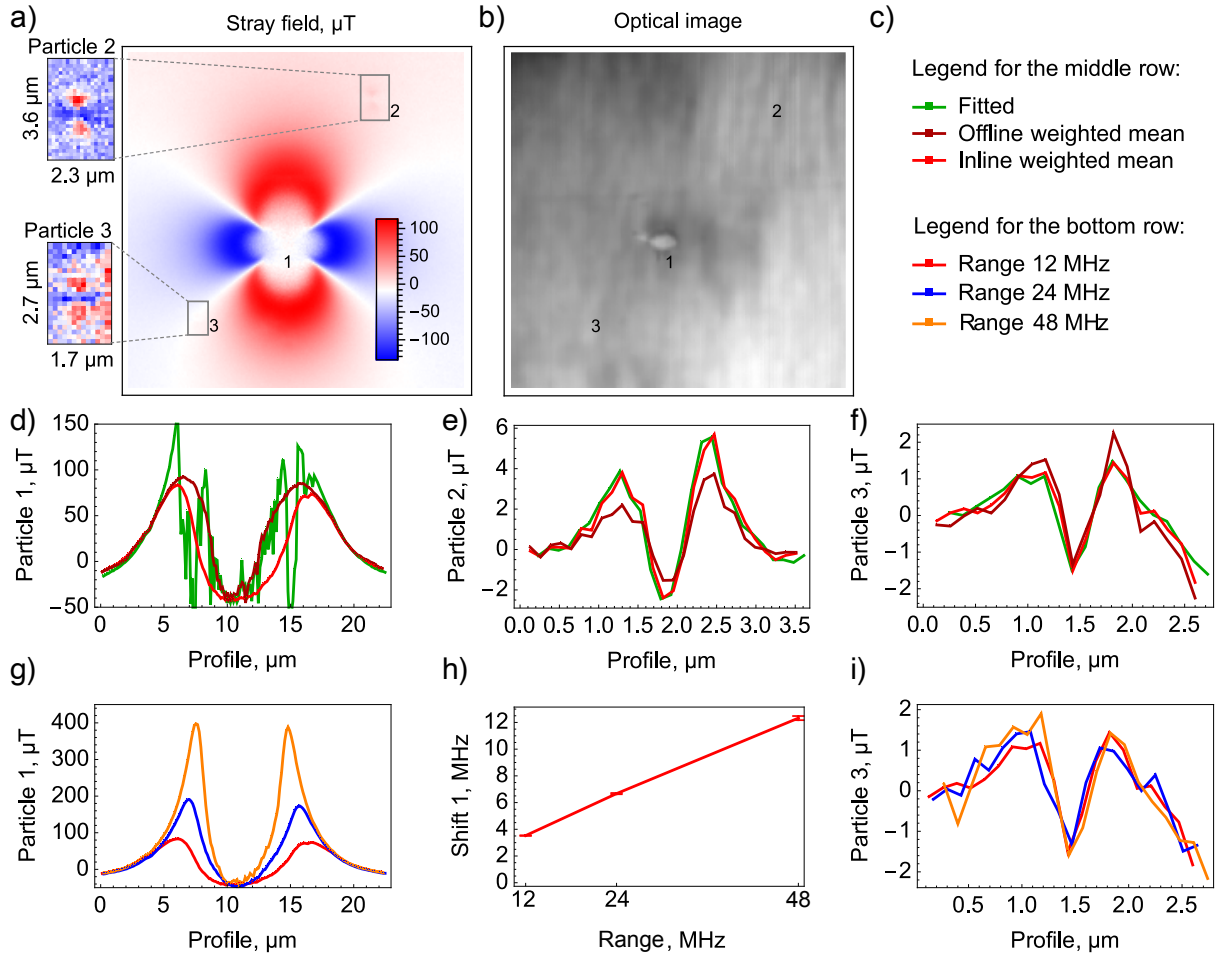 a)
Stray field, µT
Particle 2
3.6 µm
2.3 µm
2
Particle 3
2.7 µm
1.7 µm
3
1
100
50
0
−50
−100
b)
Optical image
2
1
3
c)
Legend for the middle row:
Fitted
Offline weighted mean
Inline weighted mean
Legend for the bottom row:
Range 12 MHz
Range 24 MHz
Range 48 MHz
d)
Particle 1, µT
150
100
50
0
−50
0 5 10 15 20
Profile, µm
e)
Particle 2, µT
6
4
2
0
−2
0.0 0.5 1.0 1.5 2.0 2.5 3.0 3.5
Profile, µm
f)
Particle 3, µT
2
1
0
−1
−2
0.0 0.5 1.0 1.5 2.0 2.5
Profile, µm
g)
Particle 1, µT
400
300
200
100
0
0 5 10 15 20
Profile, µm
h)
Shift 1, MHz
12
10
8
6
4
2
0
12 24 48
Range, MHz
i)
Particle 3, µT
2
1
0
−1
−2
0.5 1.0 1.5 2.0 2.5
Profile, µm